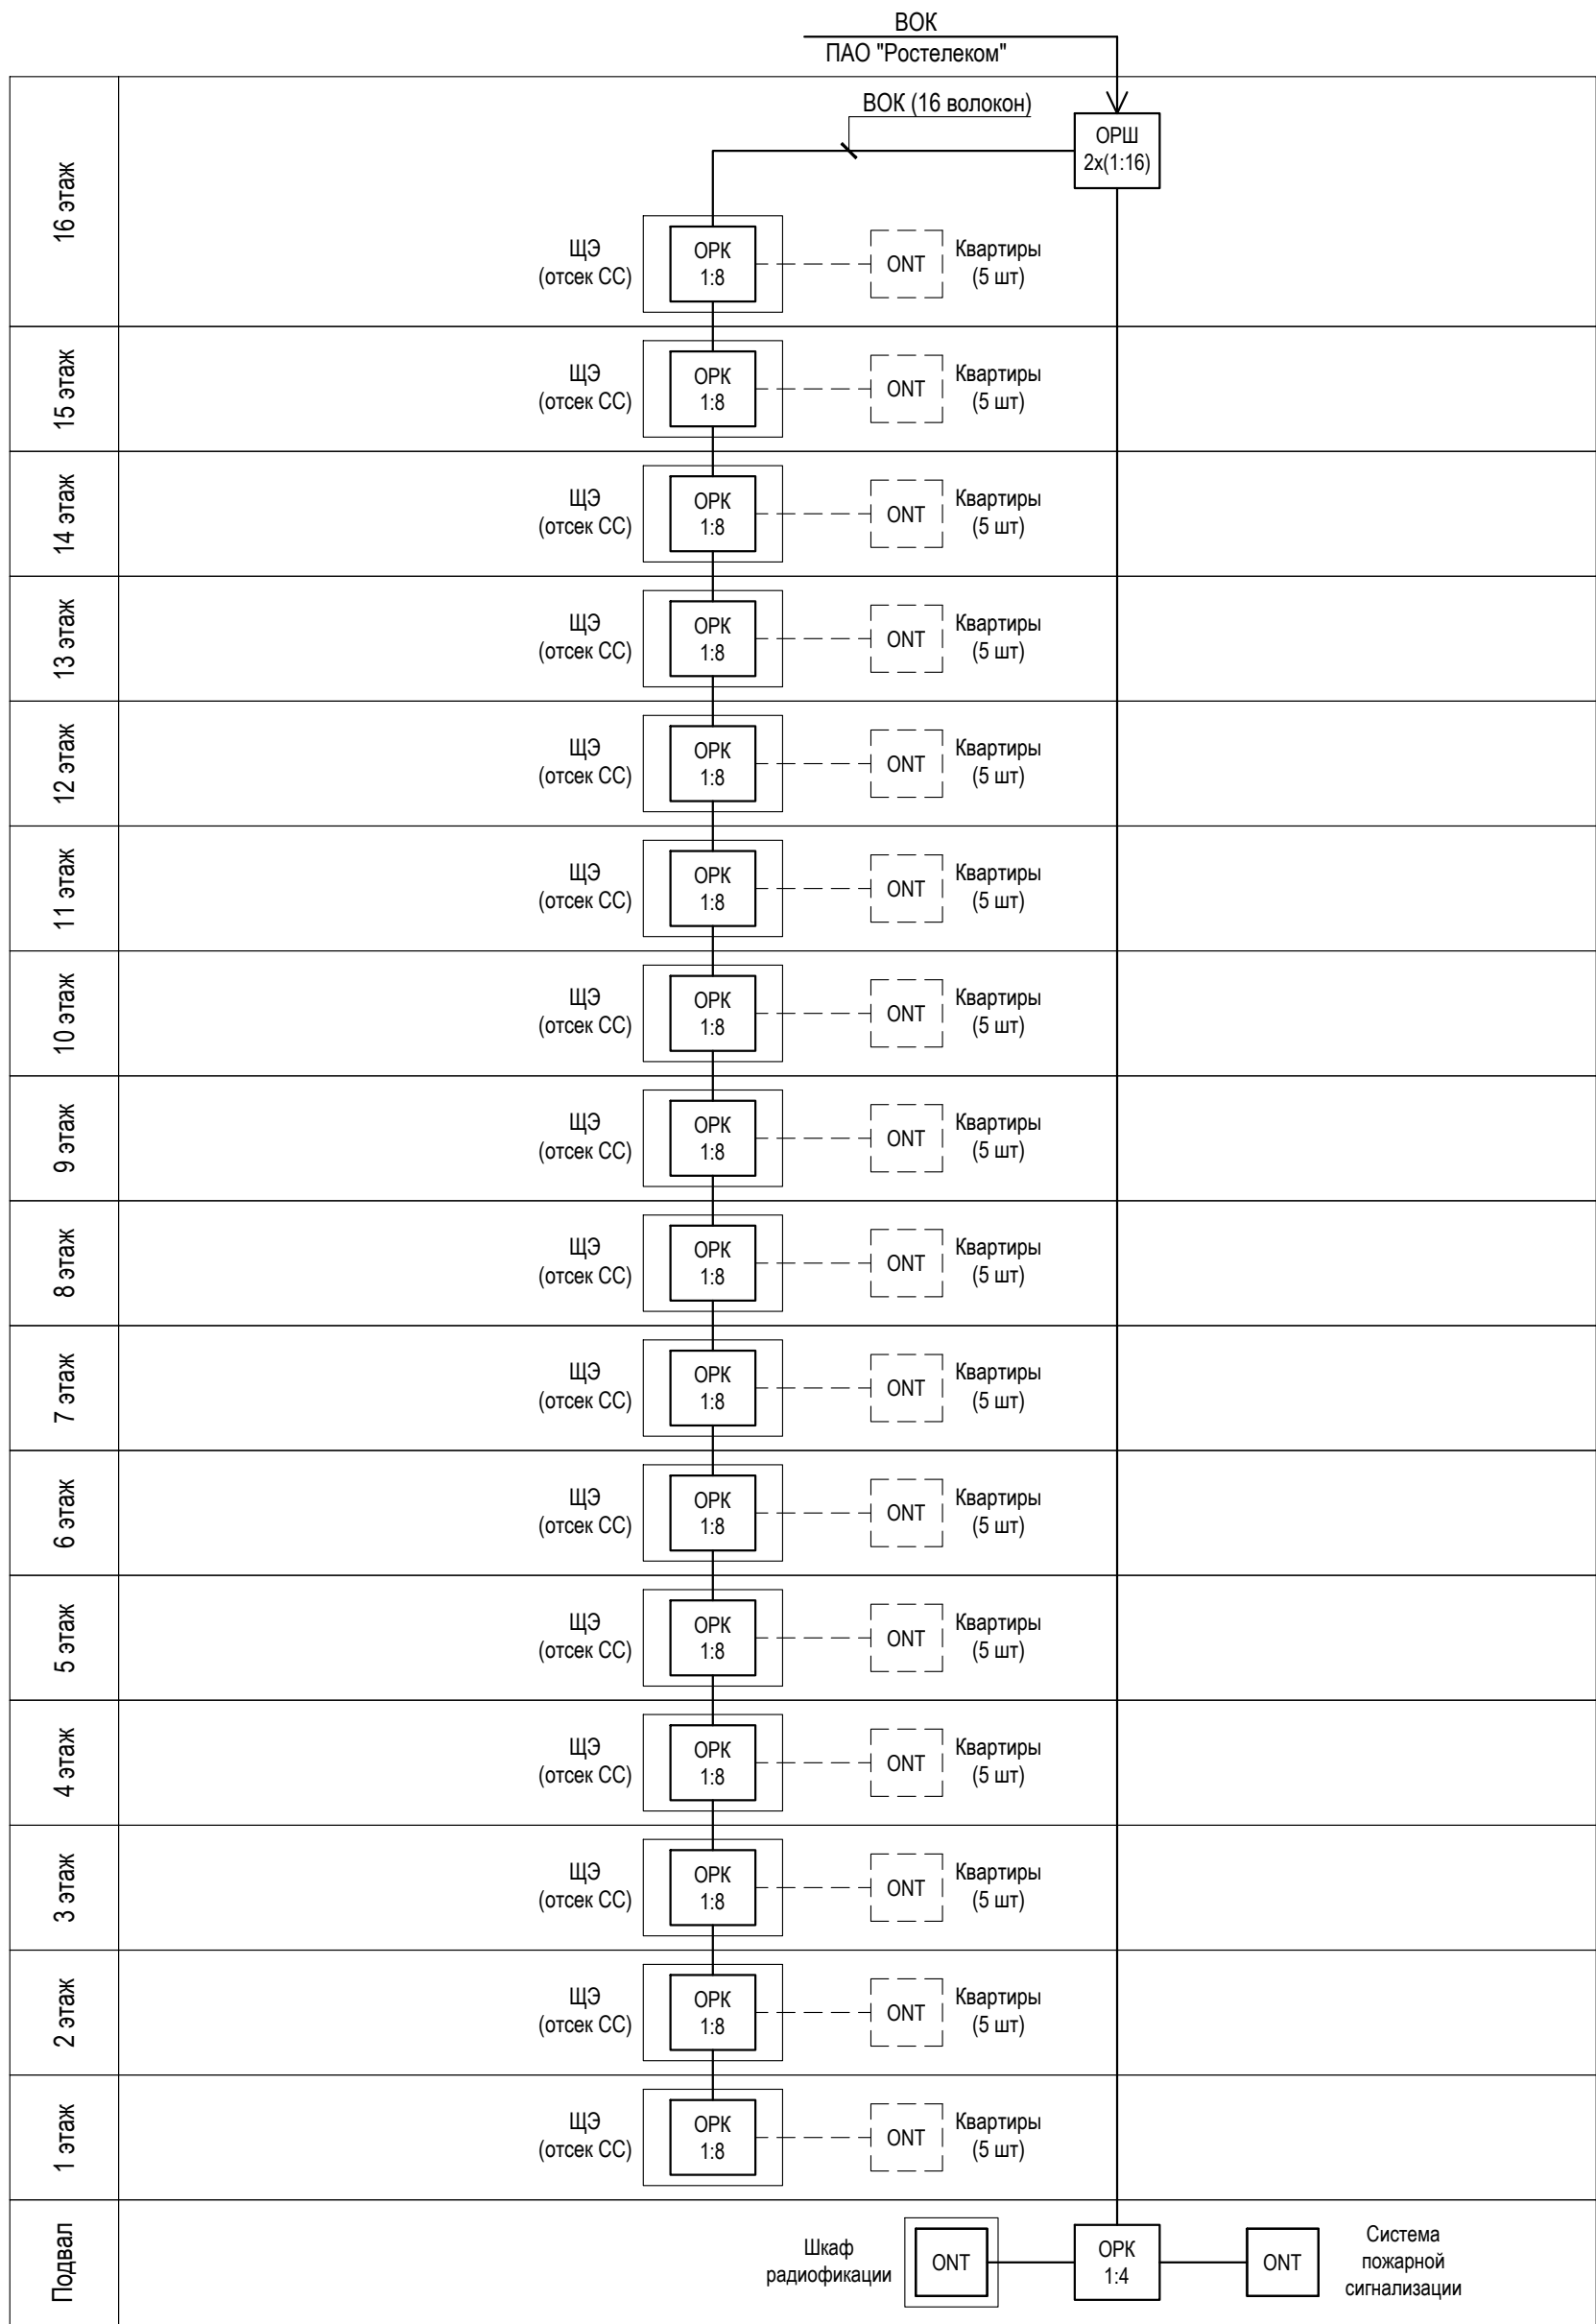 ВОК
ПАО "Ростелеком"
ВОК (16 волокон)
ОРШ
2х(1:16)
16 этаж
ЩЭ
(отсек СС)
ОРК
1:8
ONT
Квартиры
(5 шт)
15 этаж
ЩЭ
(отсек СС)
ОРК
1:8
ONT
Квартиры
(5 шт)
14 этаж
ЩЭ
(отсек СС)
ОРК
1:8
ONT
Квартиры
(5 шт)
13 этаж
ЩЭ
(отсек СС)
ОРК
1:8
ONT
Квартиры
(5 шт)
12 этаж
ЩЭ
(отсек СС)
ОРК
1:8
ONT
Квартиры
(5 шт)
11 этаж
ЩЭ
(отсек СС)
ОРК
1:8
ONT
Квартиры
(5 шт)
10 этаж
ЩЭ
(отсек СС)
ОРК
1:8
ONT
Квартиры
(5 шт)
9 этаж
ЩЭ
(отсек СС)
ОРК
1:8
ONT
Квартиры
(5 шт)
8 этаж
ЩЭ
(отсек СС)
ОРК
1:8
ONT
Квартиры
(5 шт)
7 этаж
ЩЭ
(отсек СС)
ОРК
1:8
ONT
Квартиры
(5 шт)
6 этаж
ЩЭ
(отсек СС)
ОРК
1:8
ONT
Квартиры
(5 шт)
5 этаж
ЩЭ
(отсек СС)
ОРК
1:8
ONT
Квартиры
(5 шт)
4 этаж
ЩЭ
(отсек СС)
ОРК
1:8
ONT
Квартиры
(5 шт)
3 этаж
ЩЭ
(отсек СС)
ОРК
1:8
ONT
Квартиры
(5 шт)
2 этаж
ЩЭ
(отсек СС)
ОРК
1:8
ONT
Квартиры
(5 шт)
1 этаж
ЩЭ
(отсек СС)
ОРК
1:8
ONT
Квартиры
(5 шт)
Подвал
Шкаф
радиофикации
ONT
ОРК
1:4
ONT
Система
пожарной
сигнализации